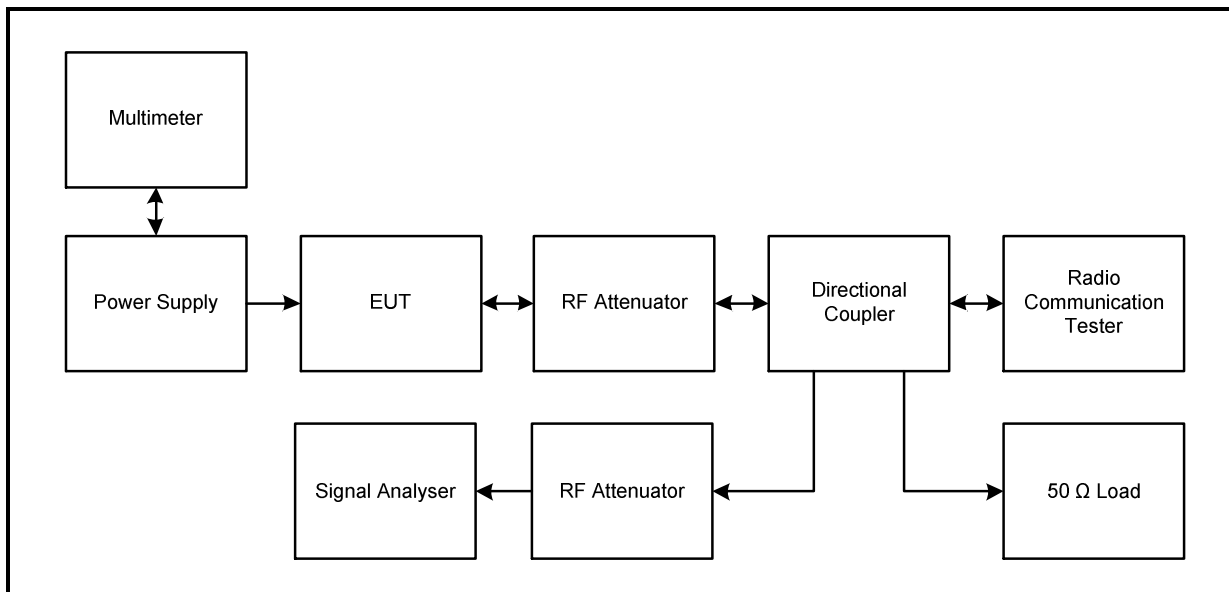 Multimeter
Power Supply
EUT
RF Attenuator
Directional
Coupler
Radio
Communication
Tester
Signal Analyser
RF Attenuator
50 Ω Load